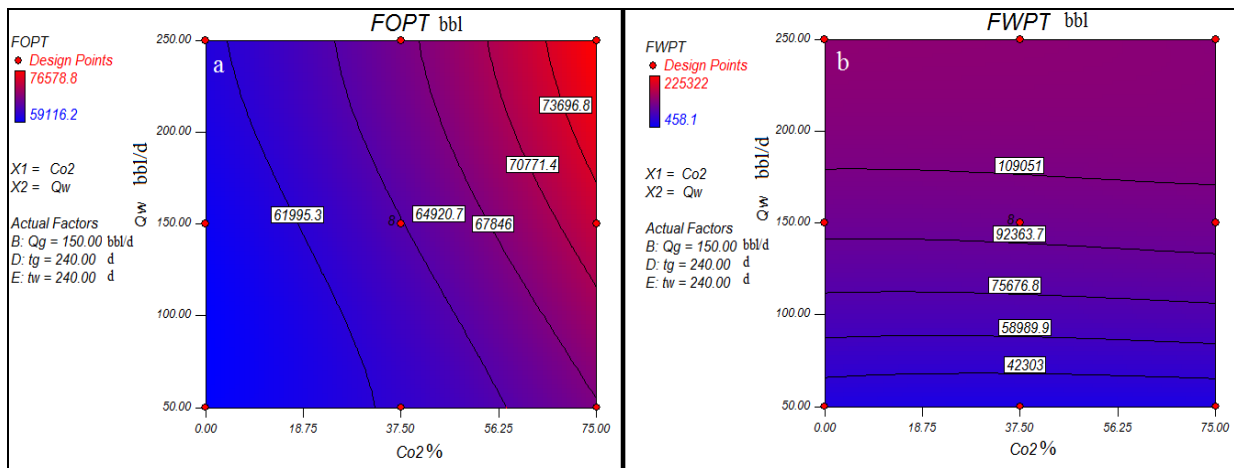 FOPT bbl
FOPT
Design Points
76578.8
59116.2
X1 = Co2
X2 = Qw
Actual Factors
B: Qg = 150.00 bbl/d
D: tg = 240.00 d
E: tw = 240.00 d
a
250.00
200.00
150.00
100.00
50.00
Qw bbl/d
73696.8
70771.4
61995.3
64920.7
67846
8
0.00
18.75
37.50
56.25
75.00
Co2%
FWPT bbl
FWPT
Design Points
225322
458.1
X1 = Co2
X2 = Qw
Actual Factors
B: Qg = 150.00 bbl/d
D: tg = 240.00 d
E: tw = 240.00 d
b
250.00
200.00
150.00
100.00
50.00
Qw bbl/d
109051
8
92363.7
75676.8
58989.9
42303
0.00
18.75
37.50
56.25
75.00
Co2%